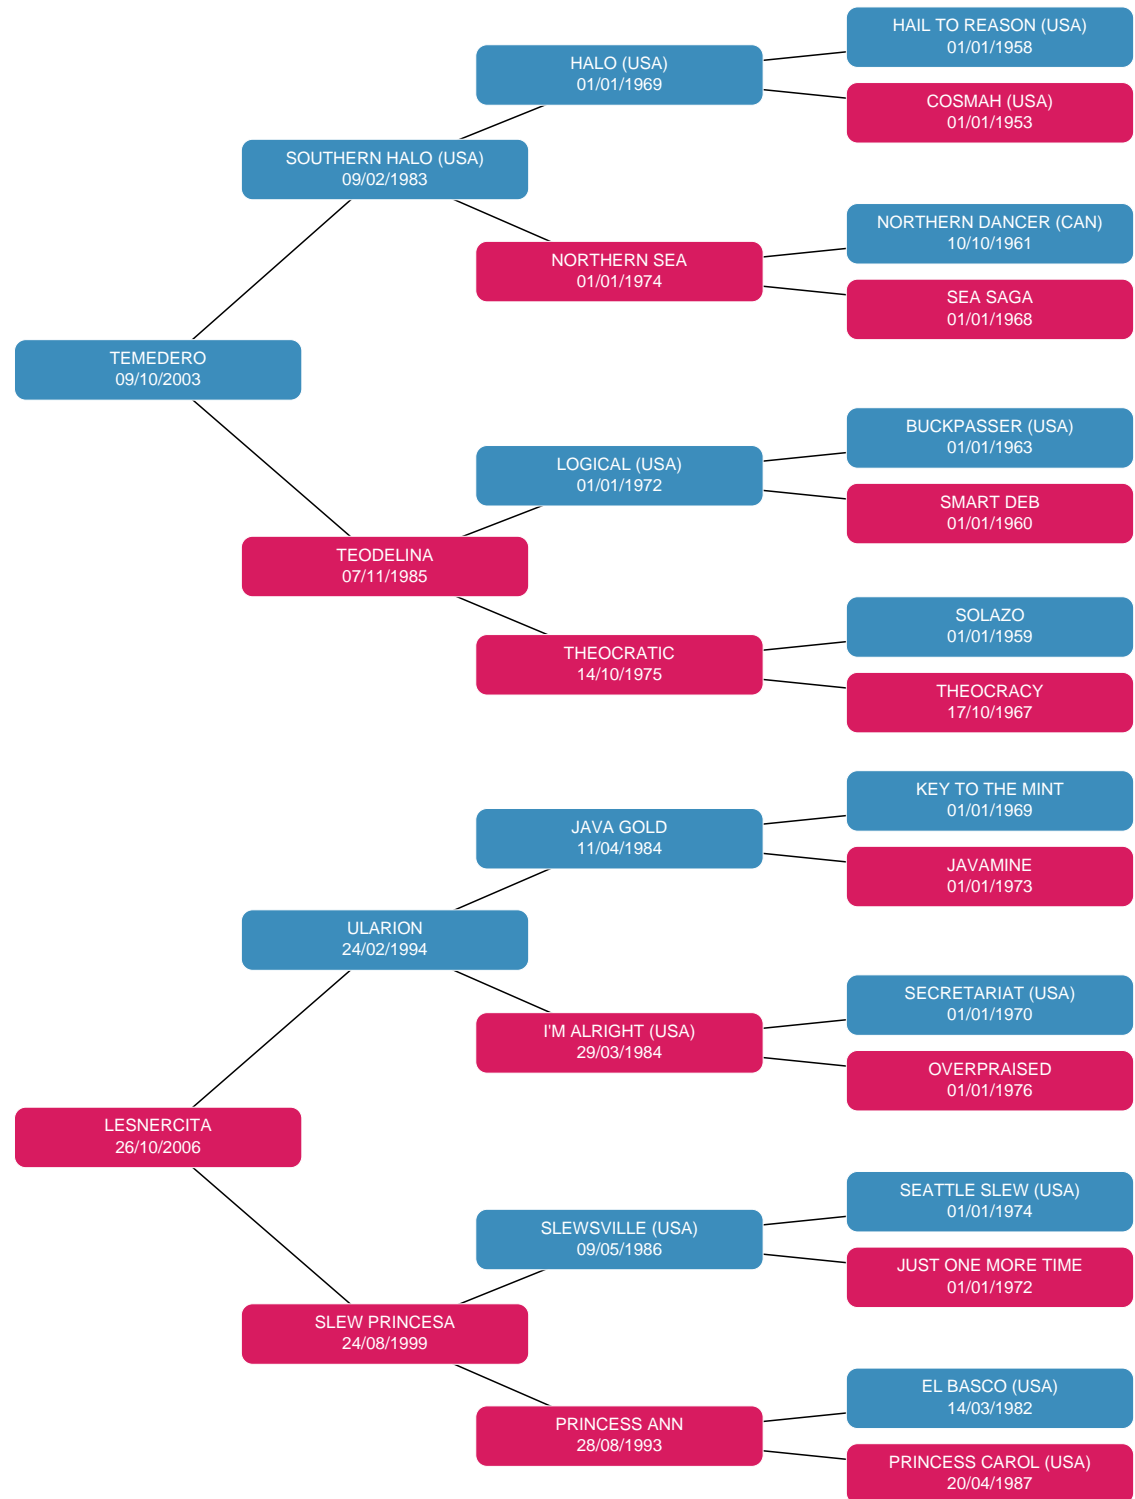 HAIL TO REASON (USA)
01/01/1958
HALO (USA)
01/01/1969
COSMAH (USA)
01/01/1953
SOUTHERN HALO (USA)
09/02/1983
NORTHERN DANCER (CAN)
10/10/1961
NORTHERN SEA
01/01/1974
SEA SAGA
01/01/1968
TEMEDERO
09/10/2003
BUCKPASSER (USA)
01/01/1963
LOGICAL (USA)
01/01/1972
SMART DEB
01/01/1960
TEODELINA
07/11/1985
SOLAZO
01/01/1959
THEOCRATIC
14/10/1975
THEOCRACY
17/10/1967
KEY TO THE MINT
01/01/1969
JAVA GOLD
11/04/1984
JAVAMINE
01/01/1973
ULARION
24/02/1994
SECRETARIAT (USA)
01/01/1970
I'M ALRIGHT (USA)
29/03/1984
OVERPRAISED
01/01/1976
LESNERCITA
26/10/2006
SEATTLE SLEW (USA)
01/01/1974
SLEWSVILLE (USA)
09/05/1986
JUST ONE MORE TIME
01/01/1972
SLEW PRINCESA
24/08/1999
EL BASCO (USA)
14/03/1982
PRINCESS ANN
28/08/1993
PRINCESS CAROL (USA)
20/04/1987